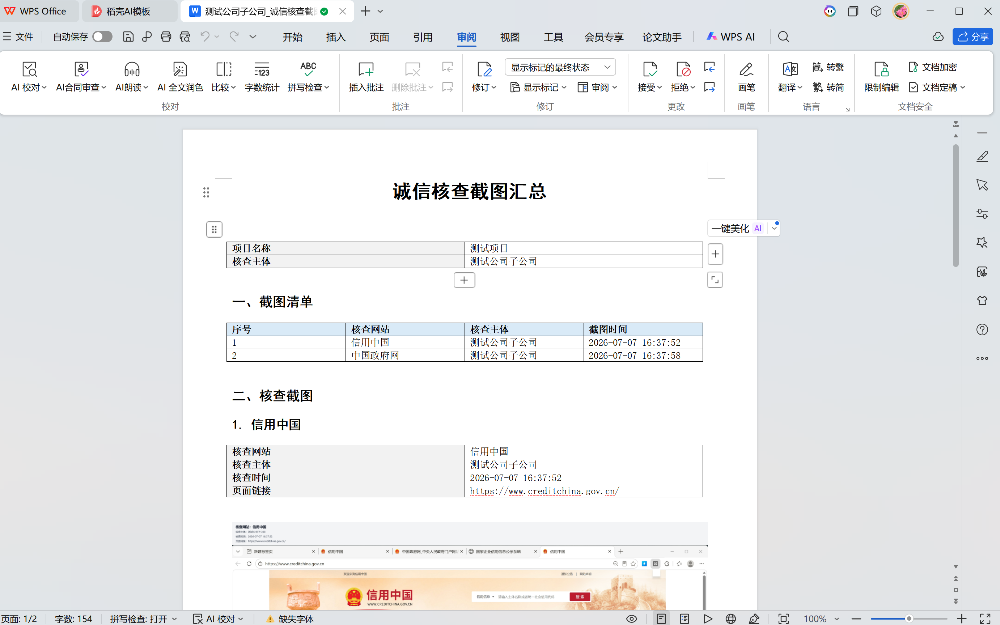 WPS Office
稻壳AI模板
测试公司子公司_诚信核查截图
文件
自动保存
开始 插入 页面 引用 审阅 视图 工具 会员专享 论文助手 WPS AI
分享
显示标记的最终状态
转繁
文档加密
AI 校对 AI合同审查 AI朗读 AI 全文润色 比较 字数统计 拼写检查 插入批注 删除批注 修订 显示标记 审阅 接受 拒绝 画笔 翻译 转简 限制编辑 文档定稿
校对 批注 修订 更改 画笔 语言 文档安全
诚信核查截图汇总
一键美化 AI
项目名称 测试项目
核查主体 测试公司子公司
一、截图清单
序号 核查网站 核查主体 截图时间
1 信用中国 测试公司子公司 2026-07-07 16:37:52
2 中国政府网 测试公司子公司 2026-07-07 16:37:58
二、核查截图
1. 信用中国
核查网站 信用中国
核查主体 测试公司子公司
核查时间 2026-07-07 16:37:52
页面链接 https://www.creditchina.gov.cn/
核查网站：信用中国
核查主体：测试公司子公司
核查时间：2026-07-07 16:37:52
页面链接：https://www.creditchina.gov.cn/
新建标签页 信用中国 中国政府网_中央人民政府门户网站 国家企业信用信息公示系统 信用中国
https://www.creditchina.gov.cn
欢迎来到信用中国 通知公告 | 网站声明
信用中国
WWW.CREDITCHINA.GOV.CN
信用信息 请输入主体名称或者统一社会信用代码 搜索
页面: 1/2 字数: 154 拼写检查: 打开 AI 校对 缺失字体 100%